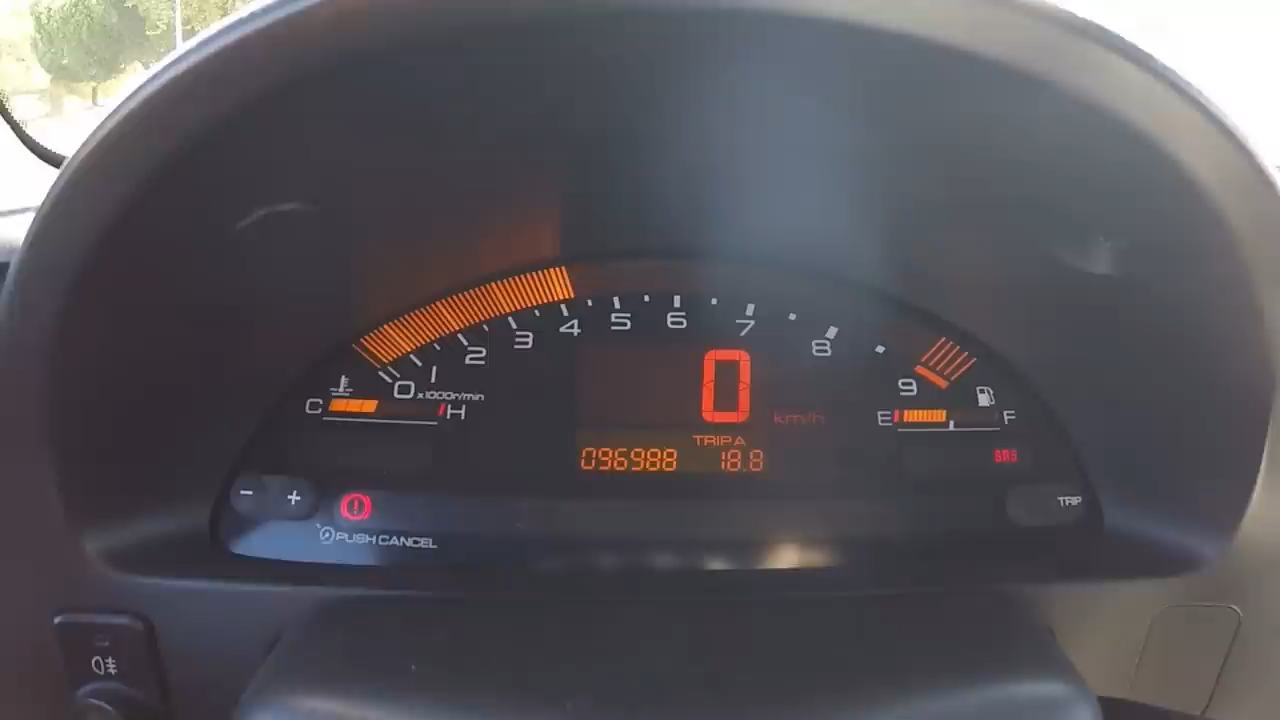 0 1 2 3 4 5 6 7 8 9
x1000r/min
C H
0
km/h
E F
TRIP A
096988 18.8
SRS
- +
TRIP
PUSH CANCEL